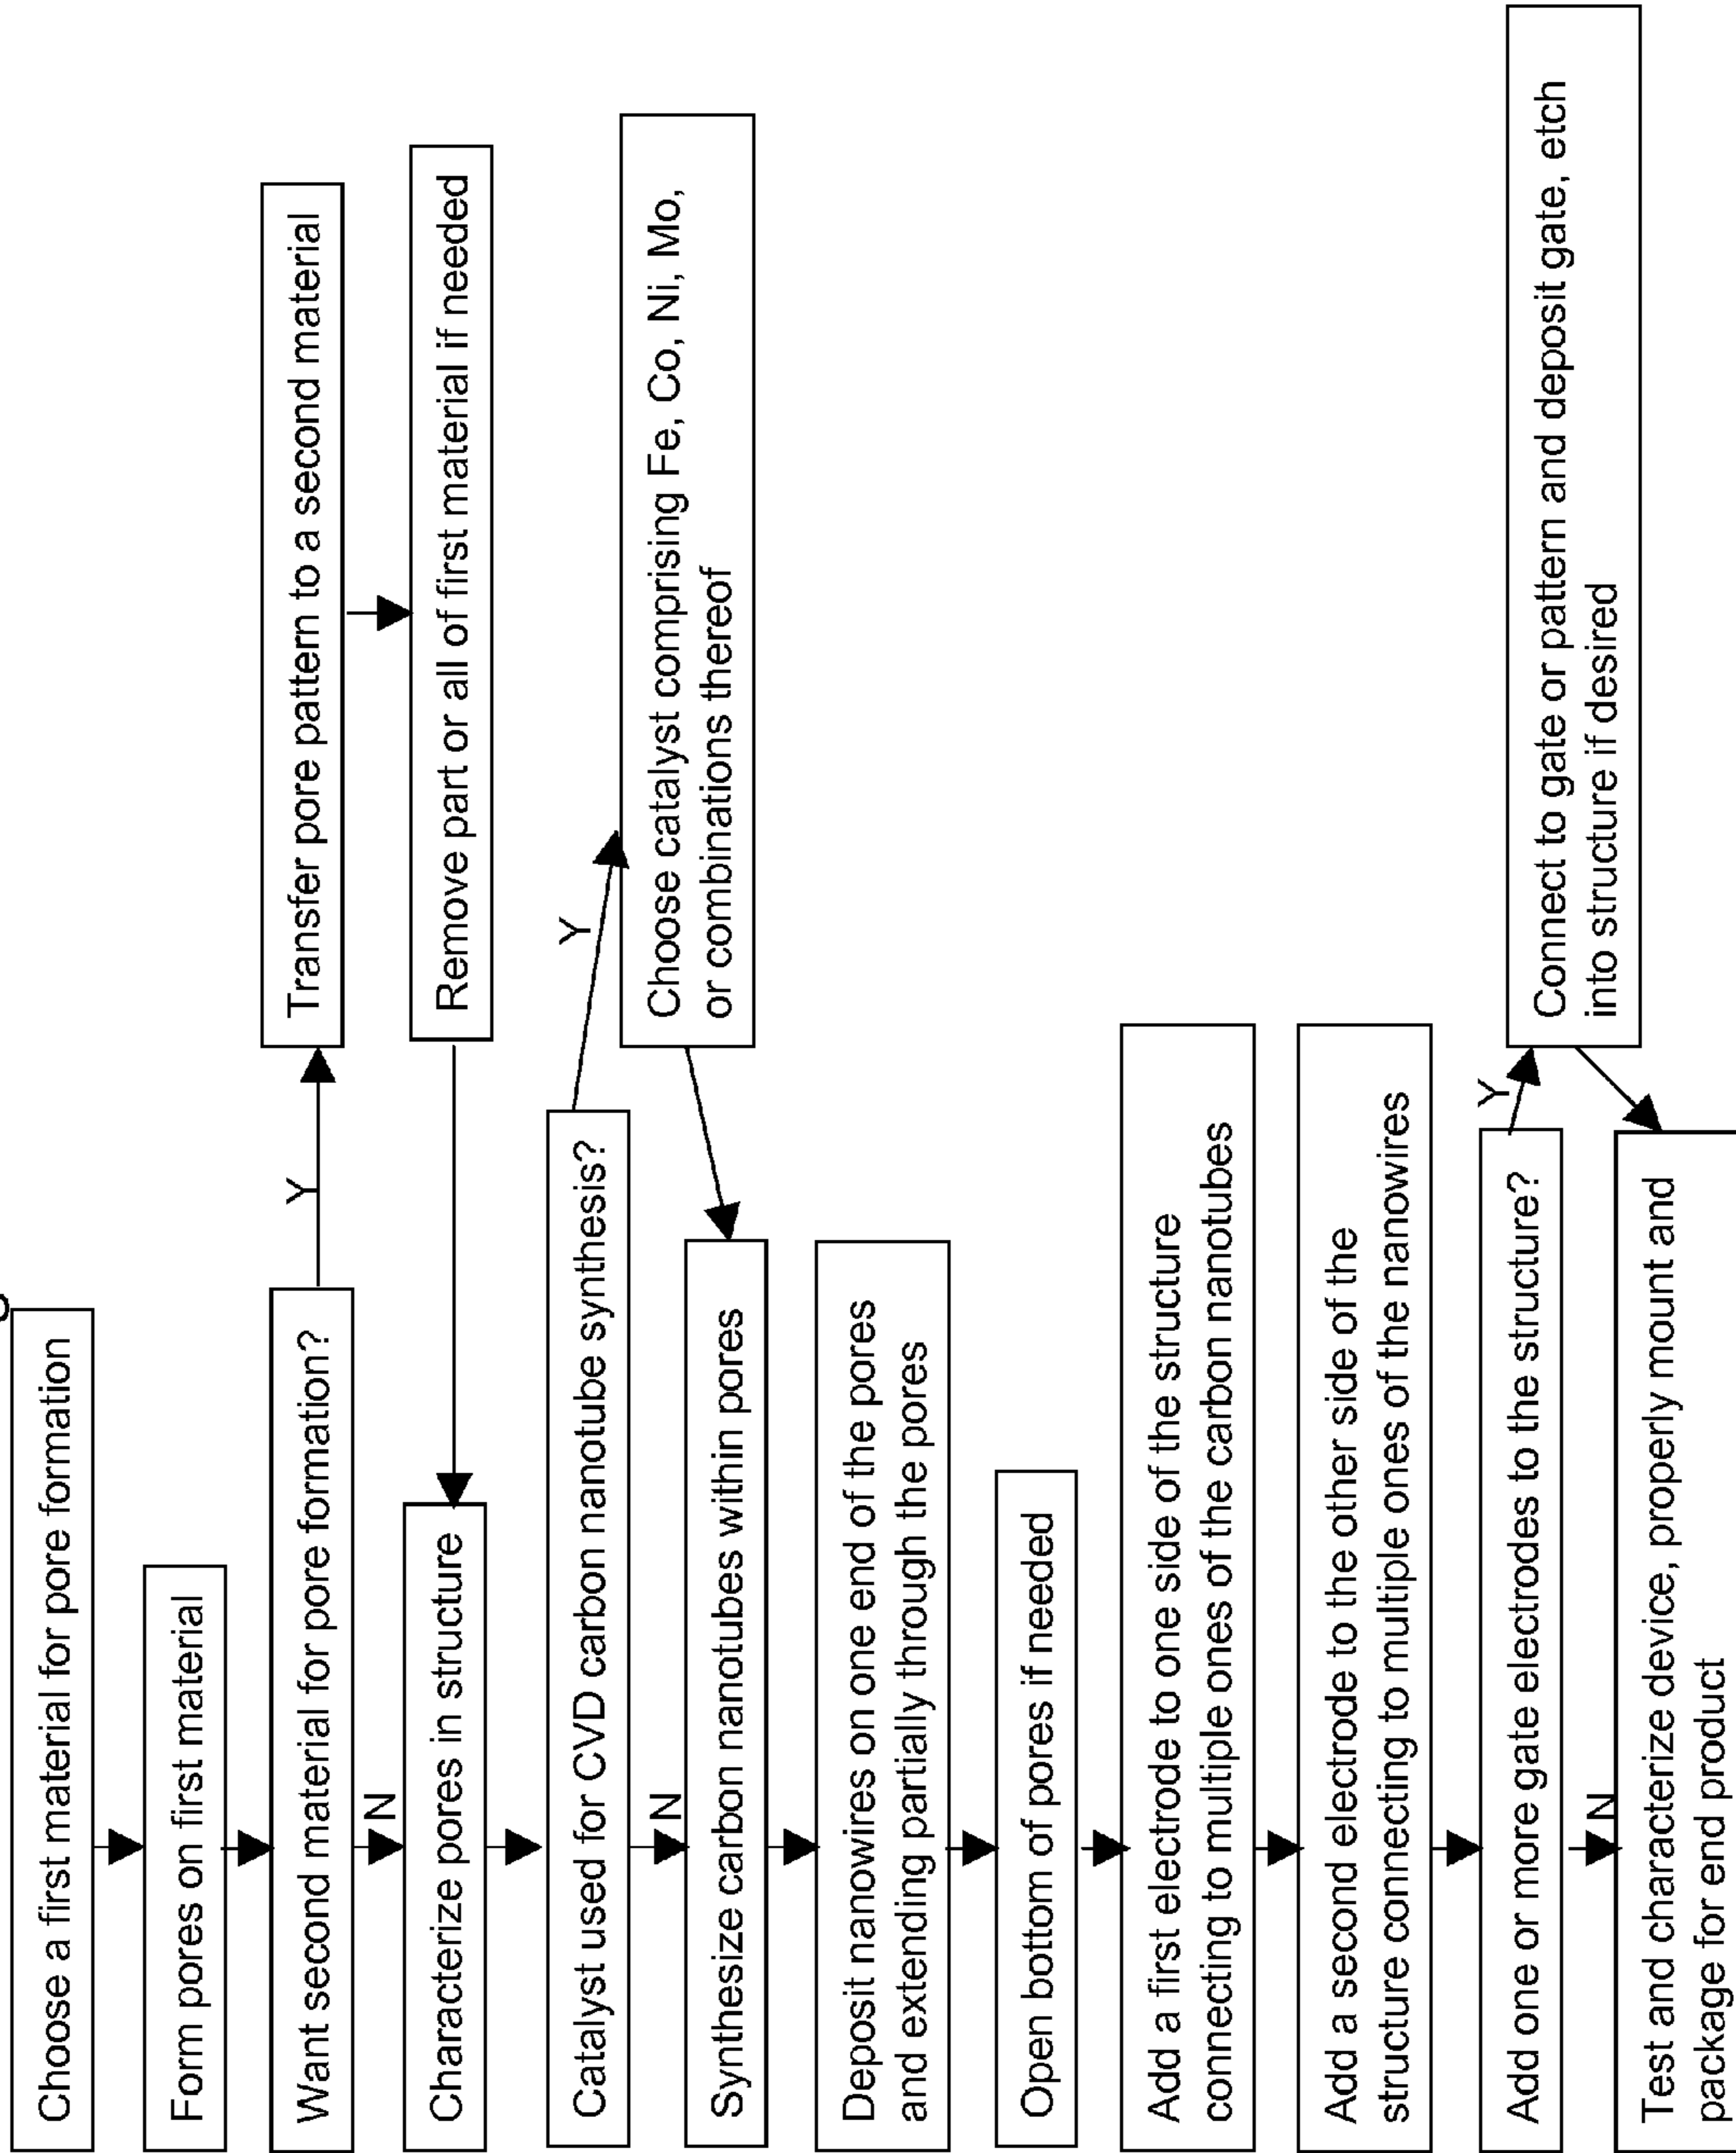 Choose a first material for pore formation
Form pores on first material
Want second material for pore formation?
Y
Transfer pore pattern to a second material
Remove part or all of first material if needed
N
Characterize pores in structure
Catalyst used for CVD carbon nanotube synthesis?
Y
Choose catalyst comprising Fe, Co, Ni, Mo,
or combinations thereof
N
Synthesize carbon nanotubes within pores
Deposit nanowires on one end of the pores
and extending partially through the pores
Open bottom of pores if needed
Add a first electrode to one side of the structure
connecting to multiple ones of the carbon nanotubes
Add a second electrode to the other side of the
structure connecting to multiple ones of the nanowires
Add one or more gate electrodes to the structure?
Y
Connect to gate or pattern and deposit gate, etch
into structure if desired
N
Test and characterize device, properly mount and
package for end product